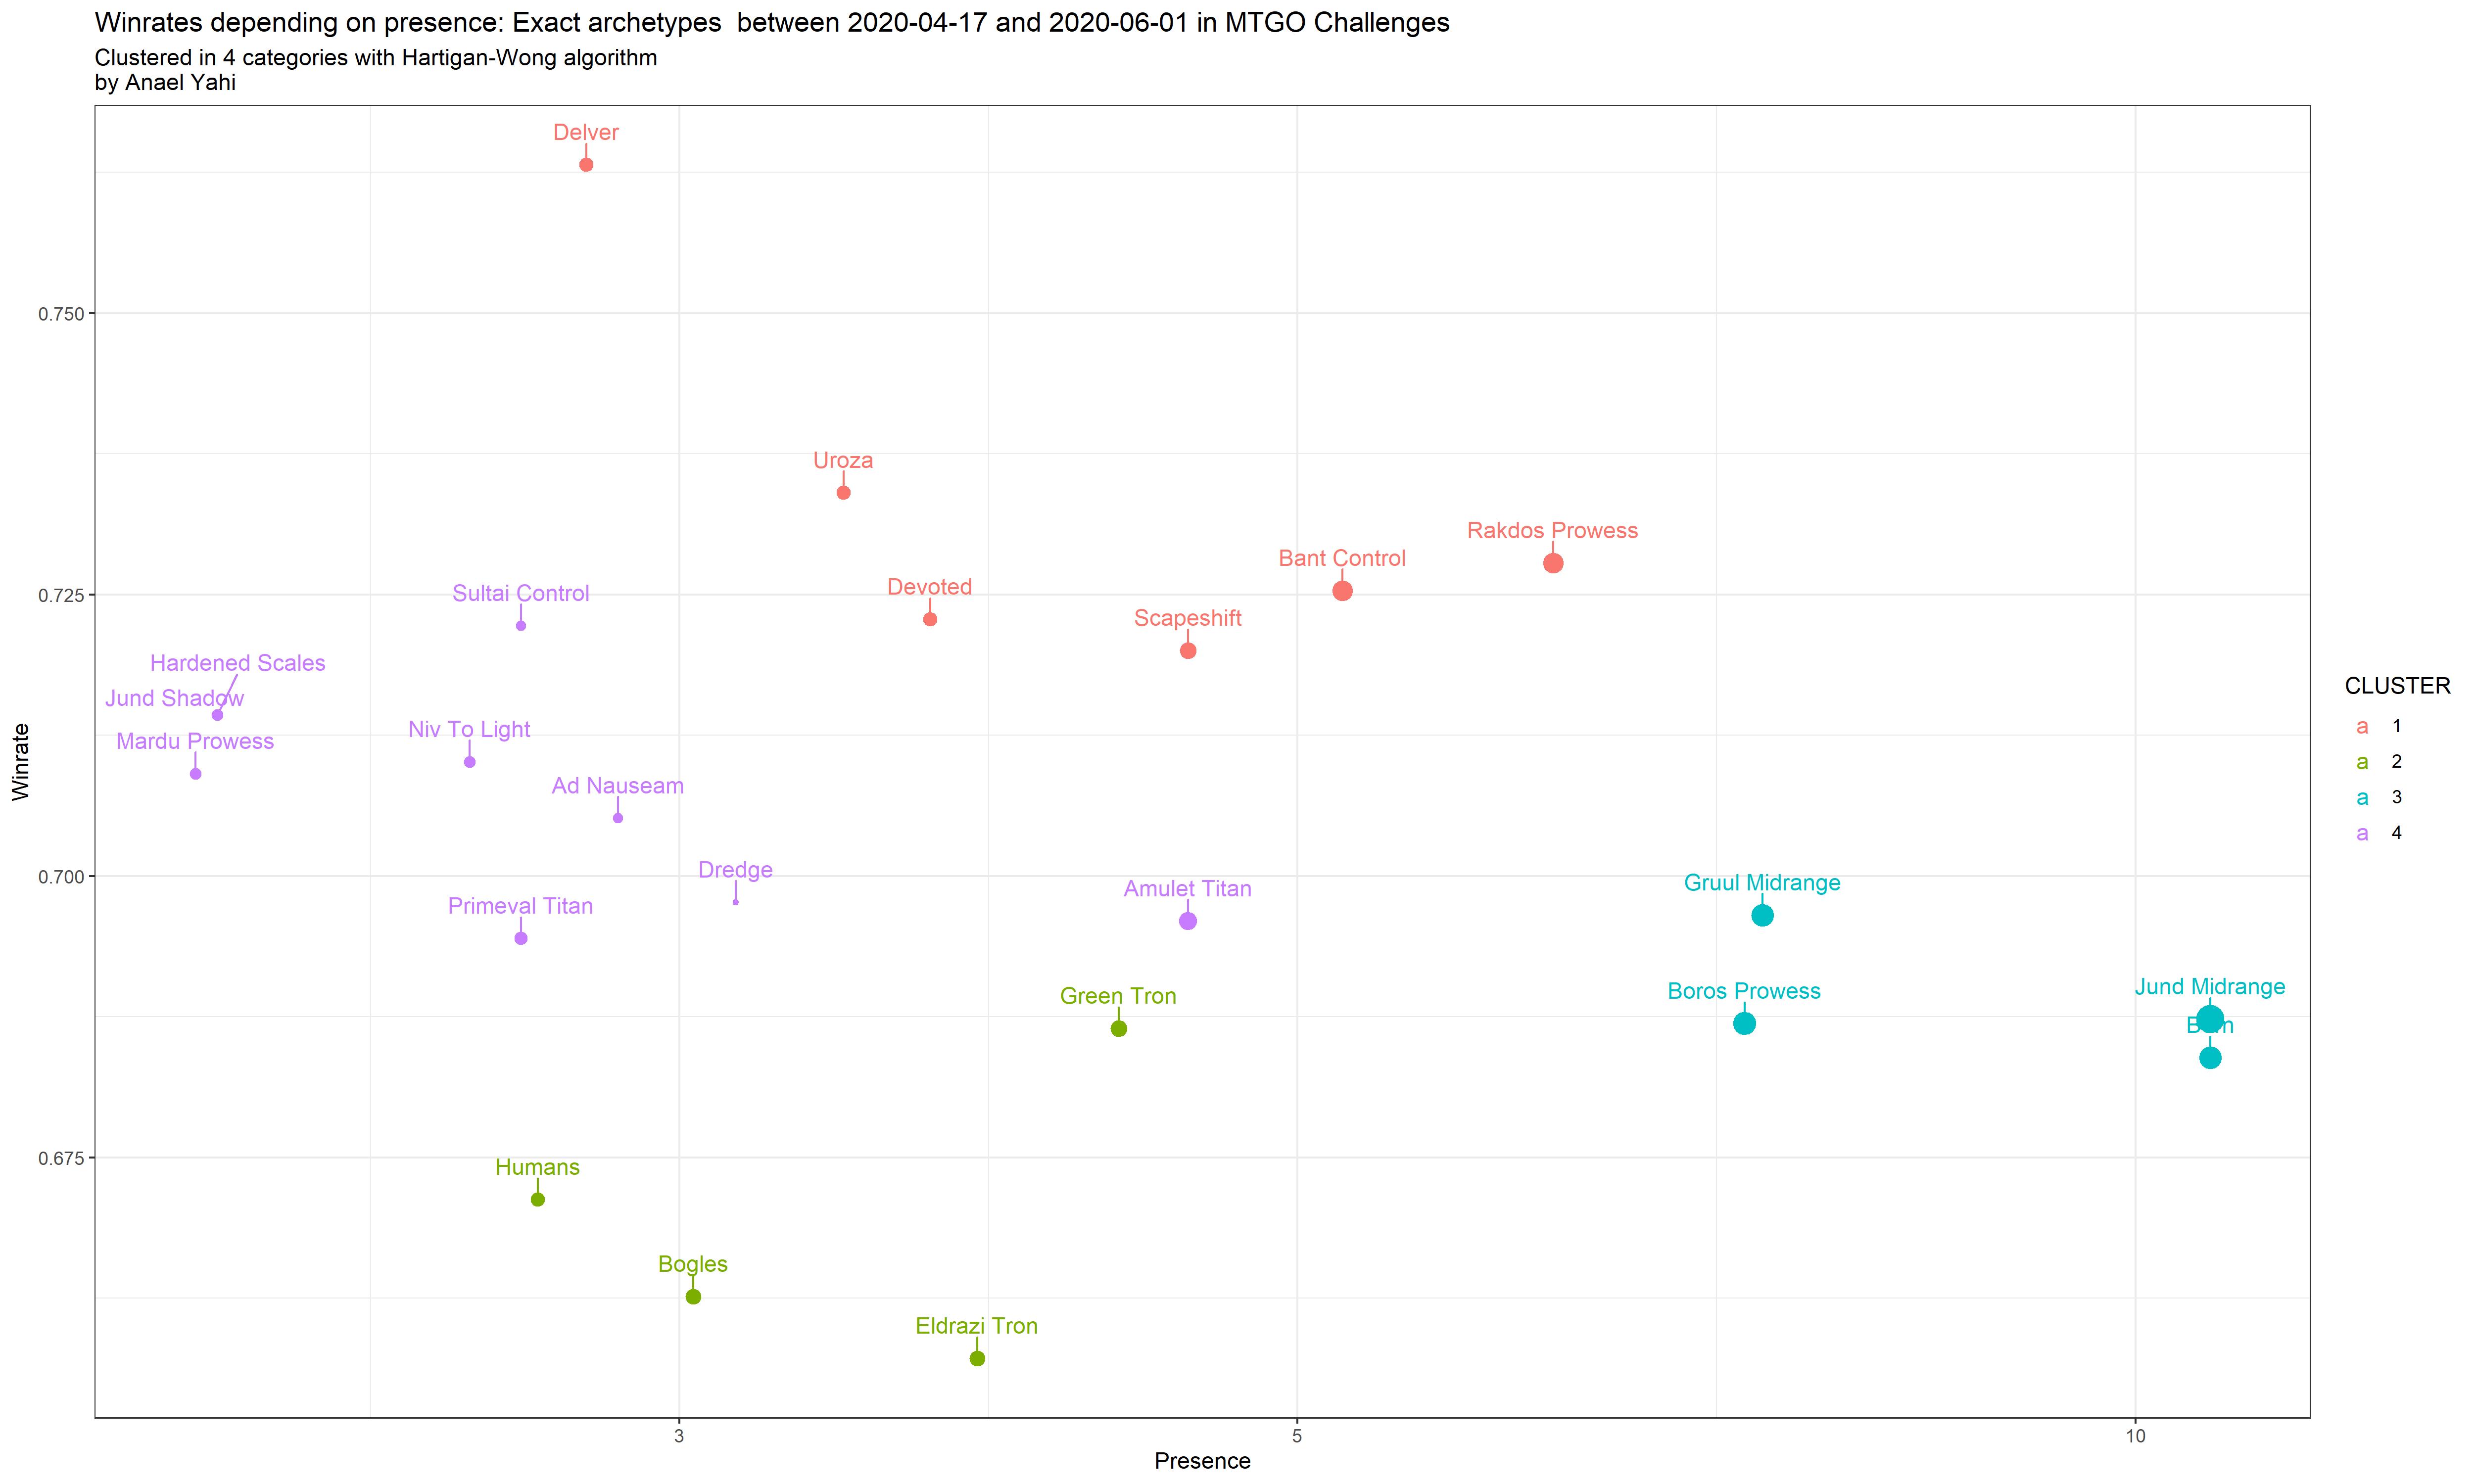 Winrates depending on presence: Exact archetypes  between 2020-04-17 and 2020-06-01 in MTGO Challenges
Clustered in 4 categories with Hartigan-Wong algorithm
by Anael Yahi
Delver
0.750
Uroza
Rakdos Prowess
Bant Control
Devoted
Sultai Control
0.725
Scapeshift
Hardened Scales
Jund Shadow
Niv To Light
Mardu Prowess
Winrate
Ad Nauseam
Dredge
0.700
Gruul Midrange
Amulet Titan
Primeval Titan
Jund Midrange
Boros Prowess
Green Tron
0.675
Humans
Bogles
Eldrazi Tron
3
5
10
Presence
CLUSTER
a 1
a 2
a 3
a 4